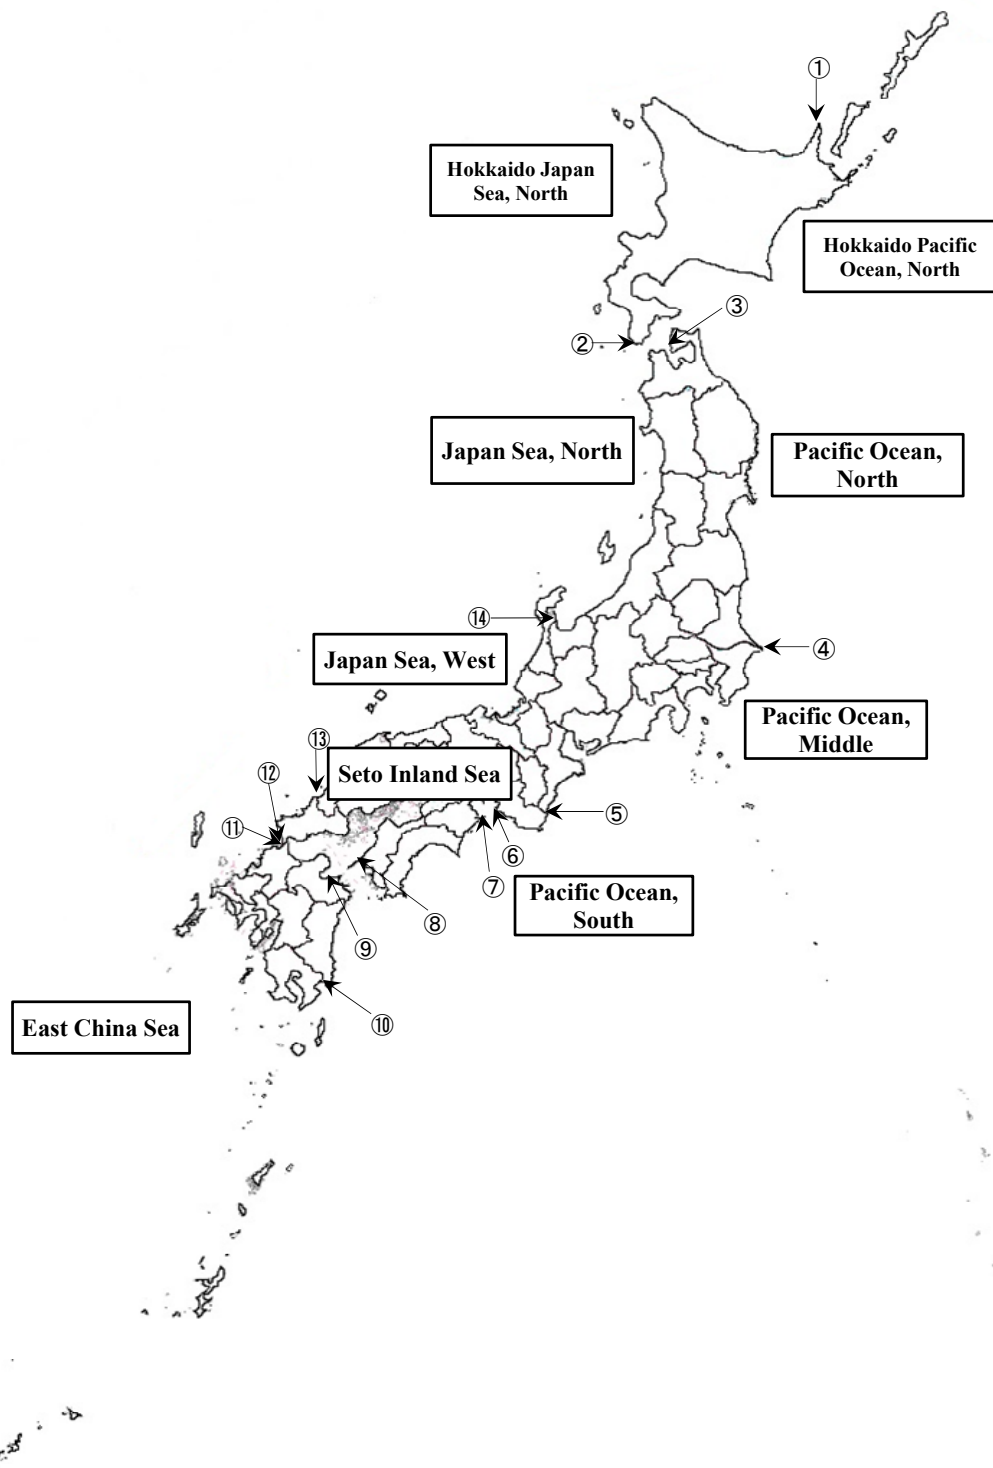 ①
Hokkaido Japan
Sea, North
Hokkaido Pacific
Ocean, North
③
②
Japan Sea, North
Pacific Ocean,
North
⑭
④
Japan Sea, West
Pacific Ocean,
Middle
⑬
Seto Inland Sea
⑫
⑤
⑪
⑥
⑦
Pacific Ocean,
South
⑧
⑨
East China Sea
⑩